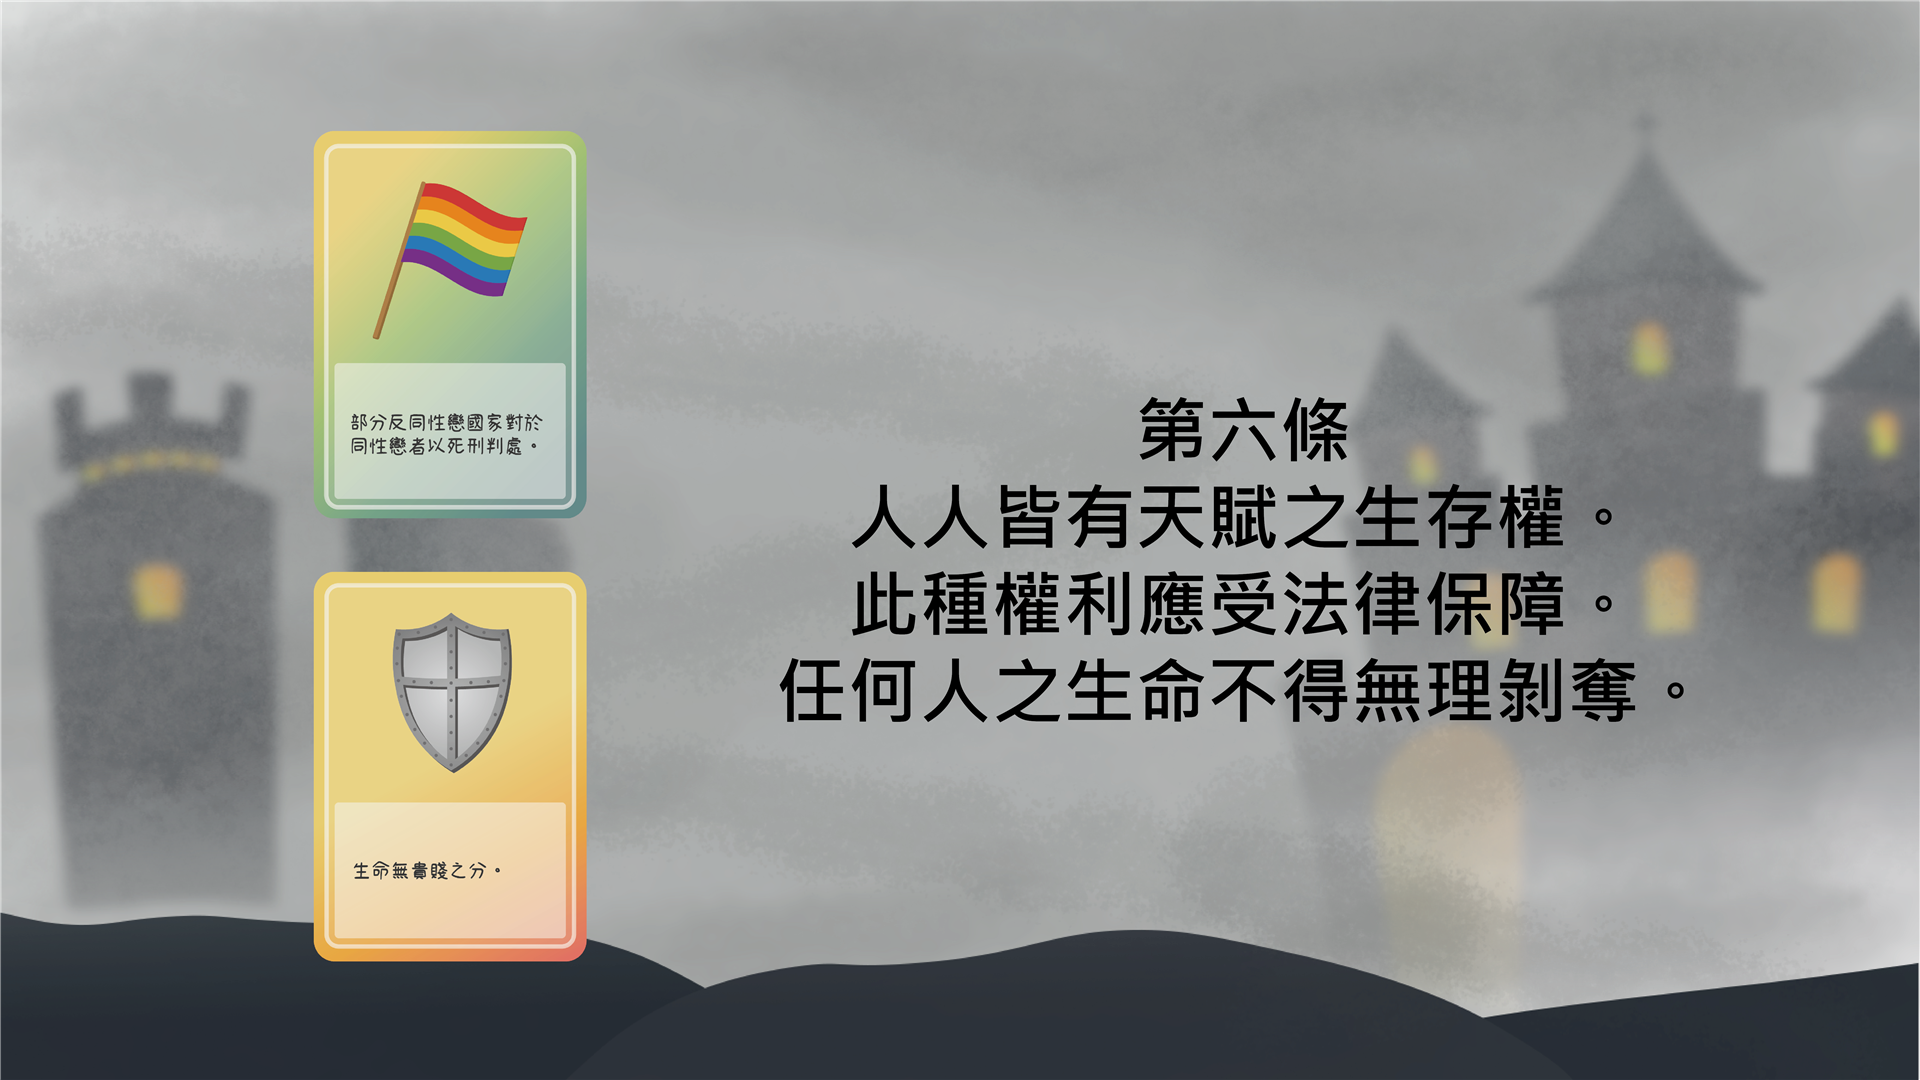 部分反同性戀國家對於
同性戀者以死刑判處。
生命無貴賤之分。
第六條
人人皆有天賦之生存權。
此種權利應受法律保障。
任何人之生命不得無理剝奪。